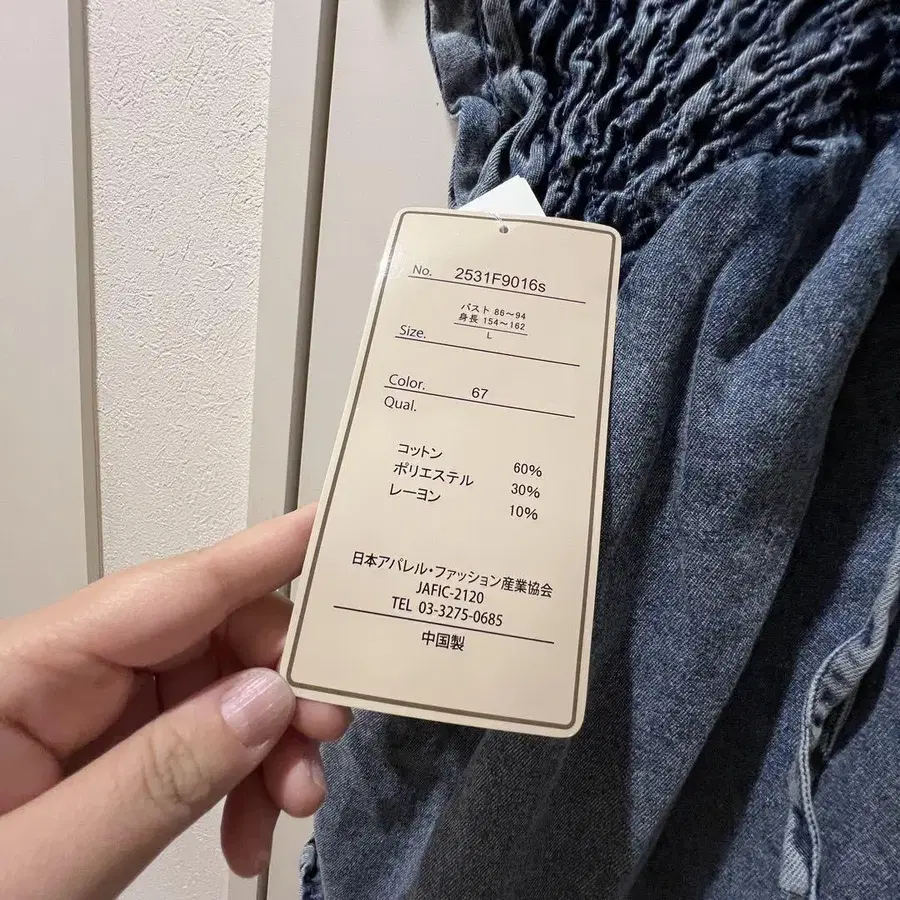 No. 2531F9016s
バスト 86～94
身長 154～162
Size. L
Color. 67
Qual.
コットン 60%
ポリエステル 30%
レーヨン 10%
日本アパレル・ファッション産業協会
JAFIC-2120
TEL 03-3275-0685
中国製